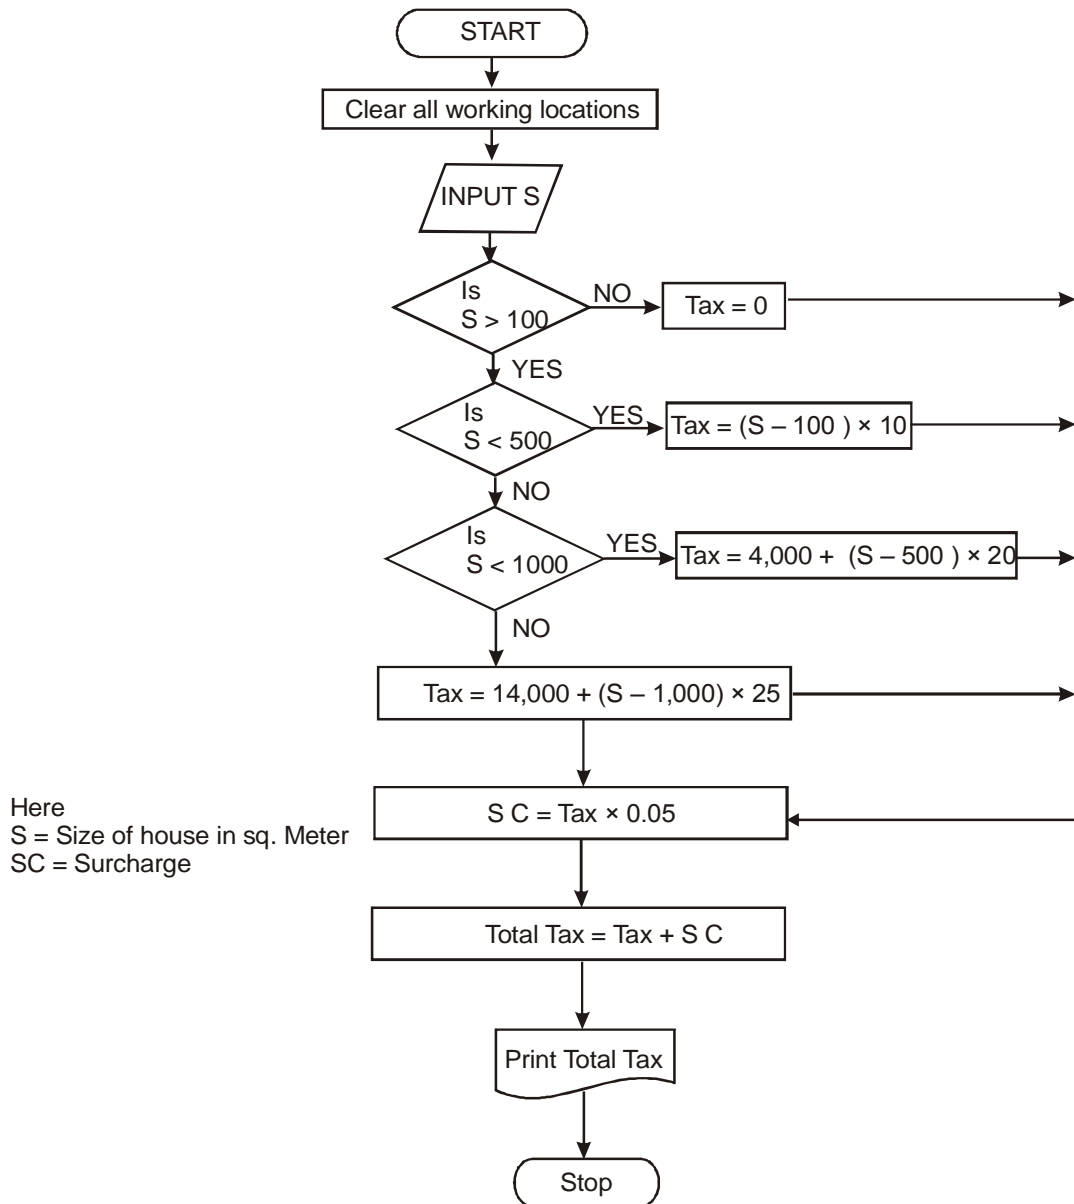 START
Clear all working locations
INPUT S
Is
S > 100
NO
Tax = 0
YES
Is
S < 500
YES
Tax = (S – 100 ) × 10
NO
Is
S < 1000
YES
Tax = 4,000 + (S – 500 ) × 20
NO
Tax = 14,000 + (S – 1,000) × 25
Here
S = Size of house in sq. Meter
SC = Surcharge
S C = Tax × 0.05
Total Tax = Tax + S C
Print Total Tax
Stop